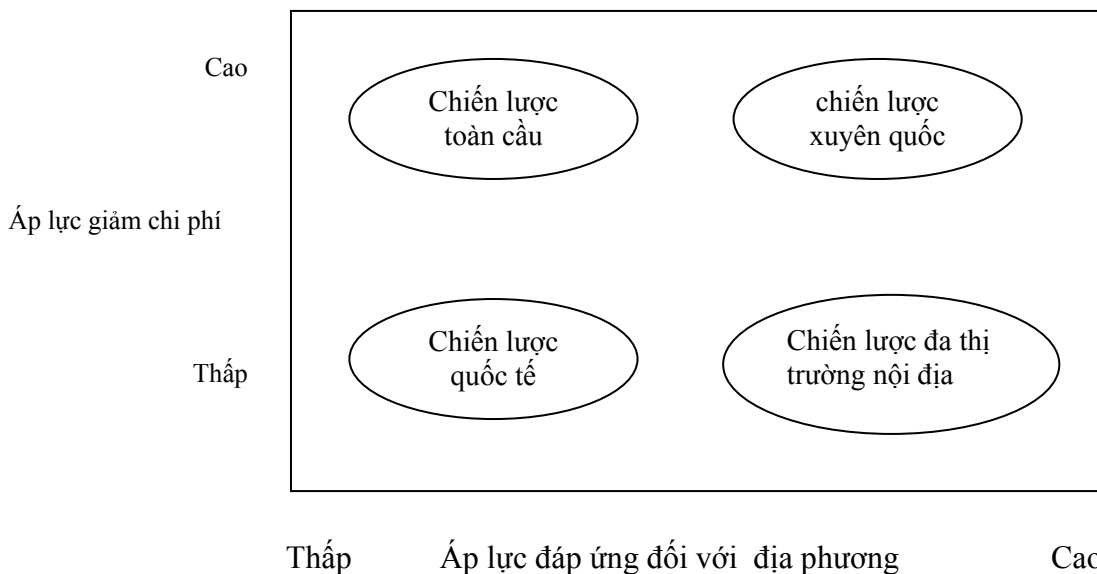 Cao
Chiến lược
toàn cầu
chiến lược
xuyên quốc
Áp lực giảm chi phí
Thấp
Chiến lược
quốc tế
Chiến lược đa thị
trường nội địa
Thấp Áp lực đáp ứng đối với địa phương Cao